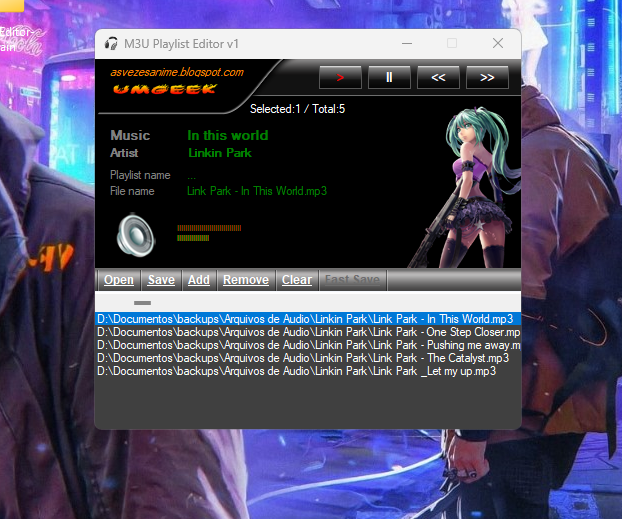 Editor
ain
M3U Playlist Editor v1
asvezesanime.blogspot.com
UMGEEK
> II << >>
Selected:1 / Total:5
Music In this world
Artist Linkin Park
Playlist name ...
File name Link Park - In This World.mp3
Open Save Add Remove Clear Fast Save
D:\Documentos\backups\Arquivos de Audio\Linkin Park\Link Park - In This World.mp3
D:\Documentos\backups\Arquivos de Audio\Linkin Park\Link Park - One Step Closer.mp
D:\Documentos\backups\Arquivos de Audio\Linkin Park\Link Park - Pushing me away.m
D:\Documentos\backups\Arquivos de Audio\Linkin Park\Link Park - The Catalyst.mp3
D:\Documentos\backups\Arquivos de Audio\Linkin Park\Link Park _Let my up.mp3